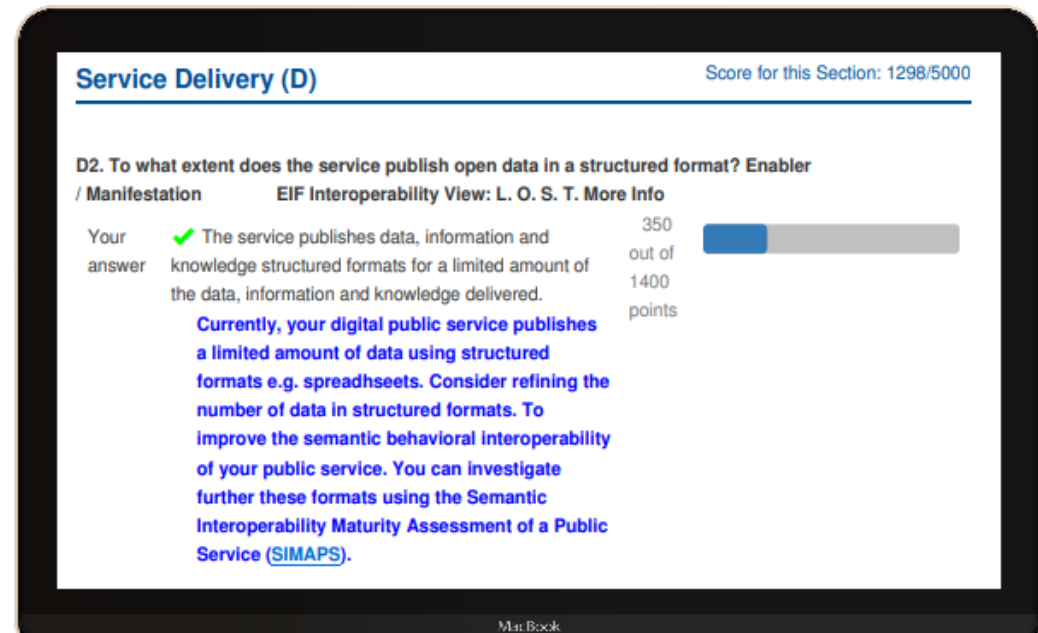 Service Delivery (D)
Score for this Section: 1298/5000
D2. To what extent does the service publish open data in a structured format? Enabler
/ Manifestation EIF Interoperability View: L. O. S. T. More Info
Your
answer
✔ The service publishes data, information and
knowledge structured formats for a limited amount of
the data, information and knowledge delivered.
Currently, your digital public service publishes
a limited amount of data using structured
formats e.g. spreadhseets. Consider refining the
number of data in structured formats. To
improve the semantic behavioral interoperability
of your public service. You can investigate
further these formats using the Semantic
Interoperability Maturity Assessment of a Public
Service (SIMAPS).
350
out of
1400
points
MacBook